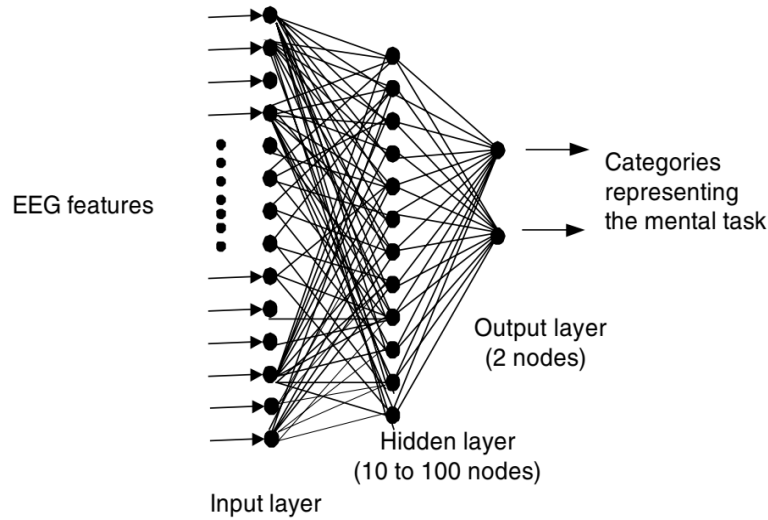 EEG features
Categories
representing
the mental task
Output layer
(2 nodes)
Hidden layer
(10 to 100 nodes)
Input layer